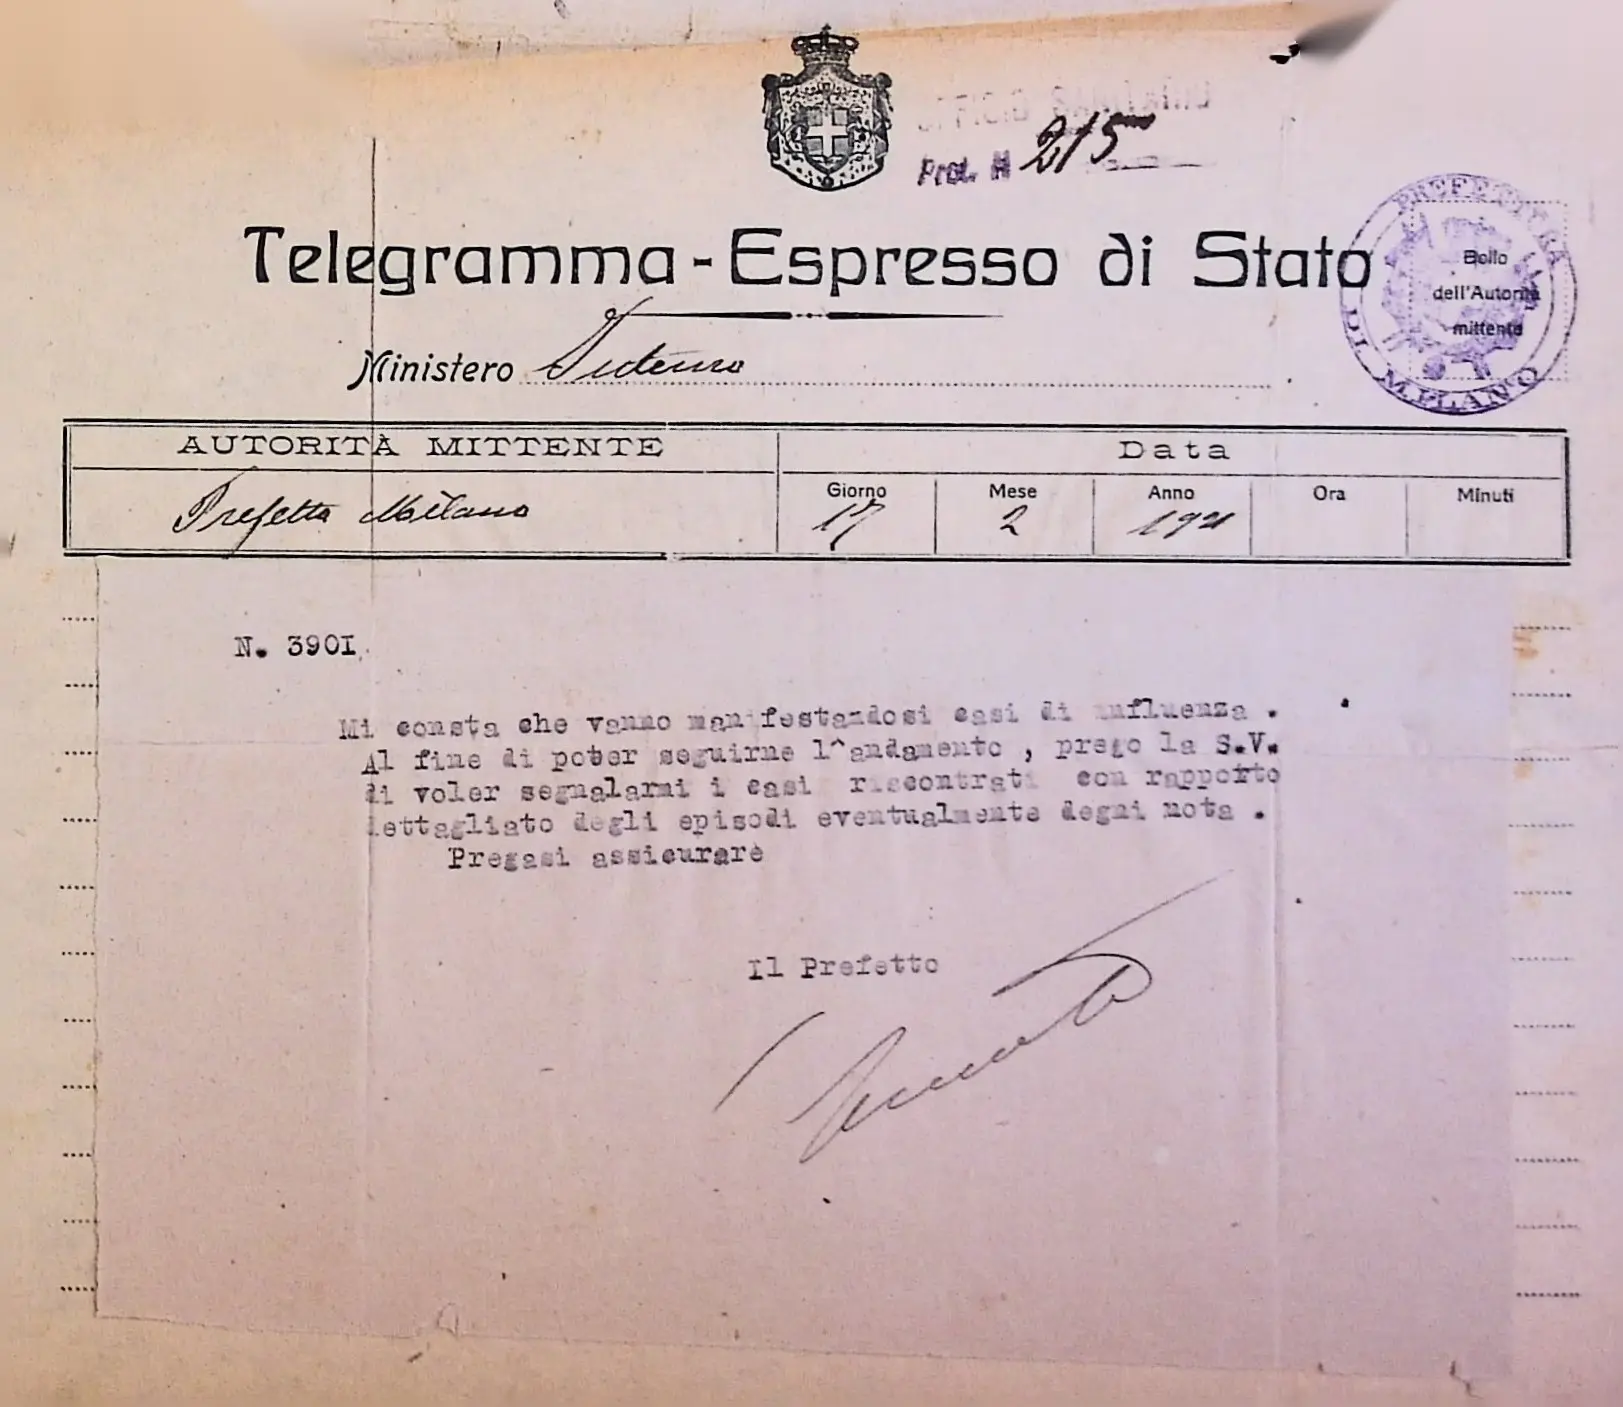 UFFICIO SANITARIO
Prot. N 215
Telegramma-Espresso di Stato
PREFETTURA
DI MILANO
Bollo
dell'Autorità
mittente
Ministero Interno
AUTORITÀ MITTENTE
Data
Giorno Mese Anno Ora Minuti
Prefetto Milano 17 2 1921
N. 390I.
Mi consta che vanno manifestandosi casi di influenza .
Al fine di poter seguirne l^andamento , prego la S.V.
di voler segnalarmi i casi riscontrati con rapporto
dettagliato degli episodi eventualmente degni nota .
Pregasi assicurare
Il Prefetto